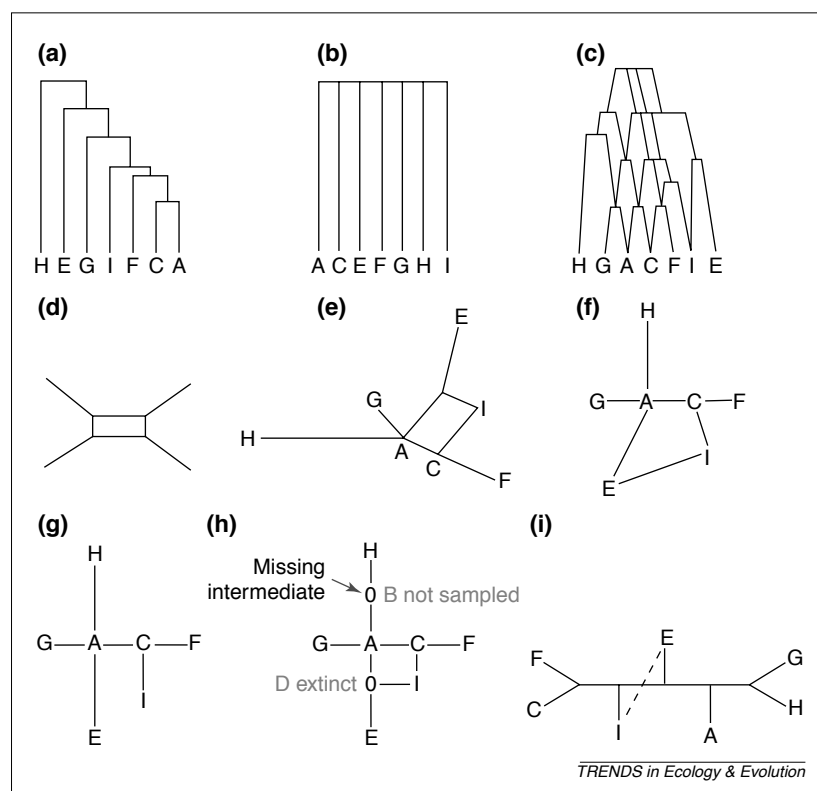 (a)
H E G I F C A
(b)
A C E F G H I
(c)
H G A C F I E
(d)
(e)
E
G
I
H
A
C
F
(f)
H
G A C F
I
E
(g)
H
G A C F
I
E
(h)
H
Missing
intermediate
0 B not sampled
G A C F
D extinct 0 I
E
(i)
E
F
G
C
H
I
A
TRENDS in Ecology & Evolution